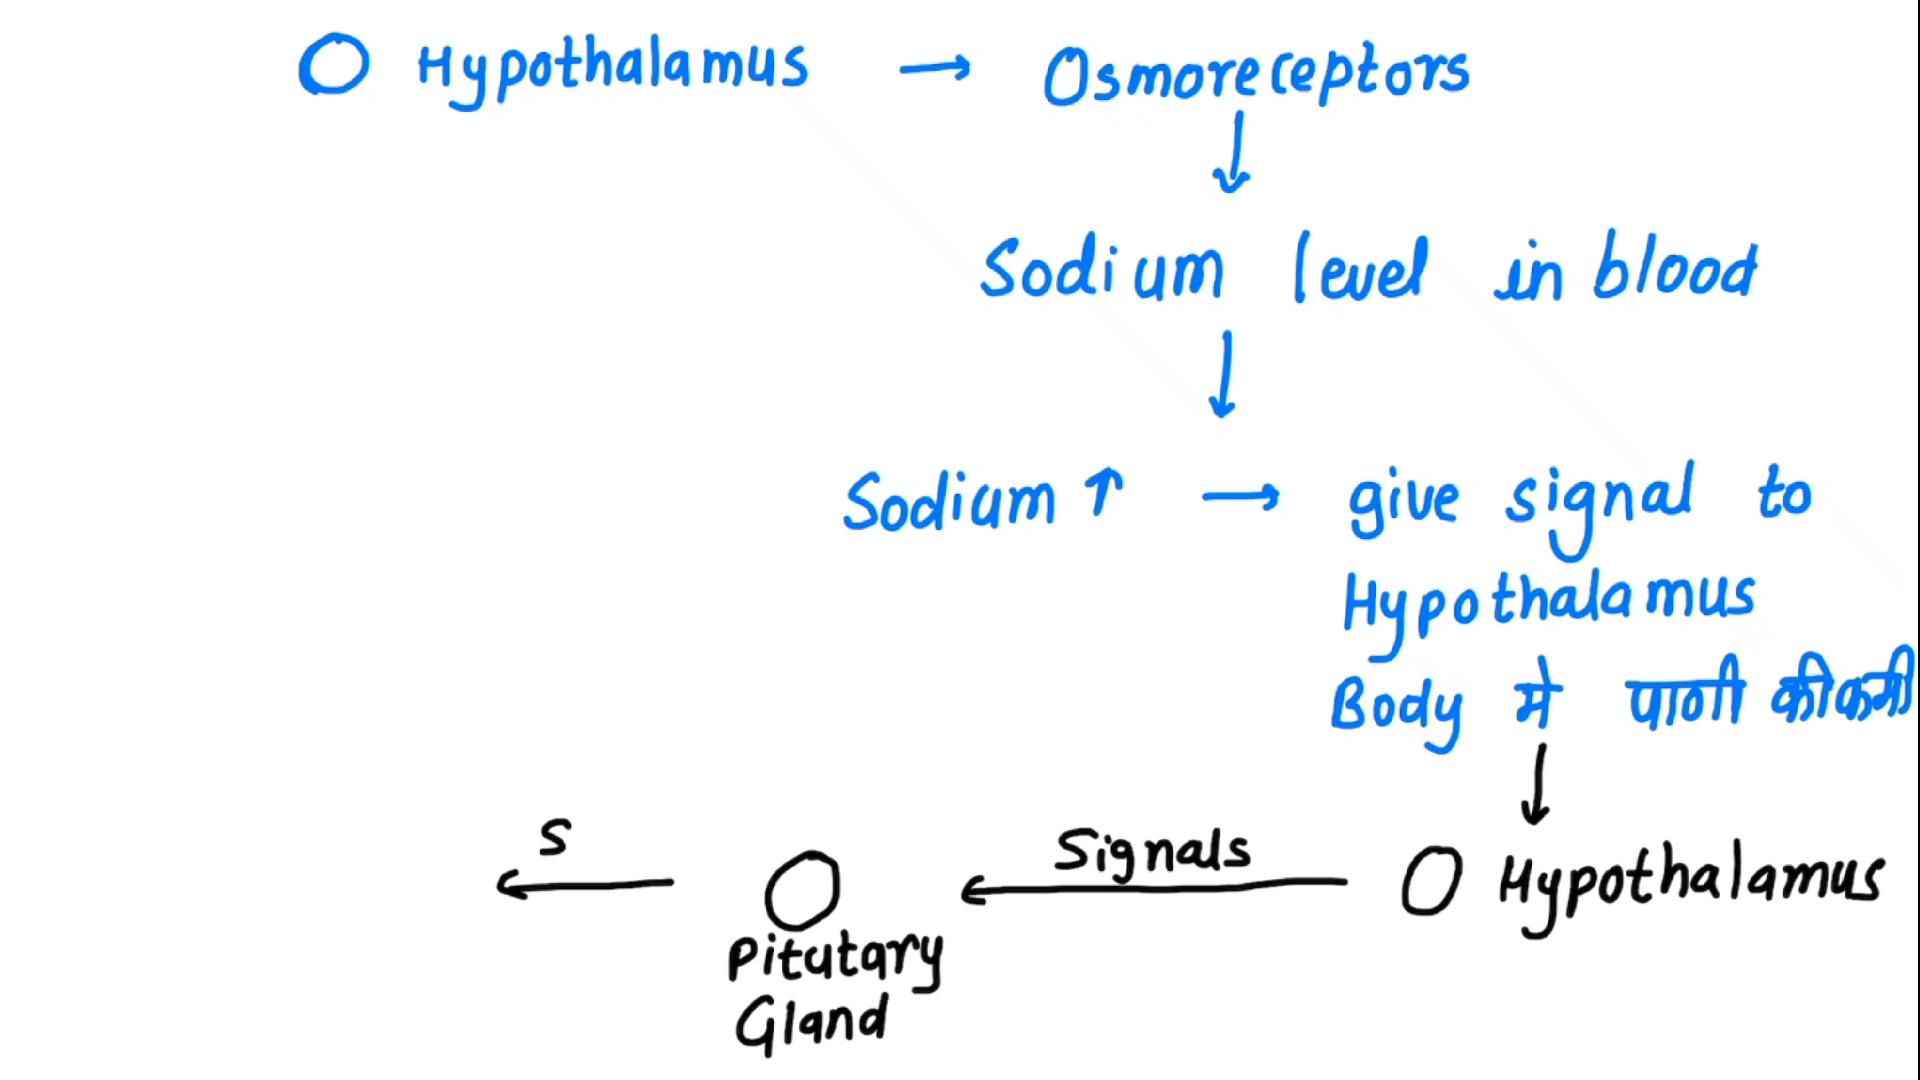 Hypothalamus → Osmoreceptors
↓
Sodium level in blood
↓
Sodium ↑ → give signal to
Hypothalamus
Body मे पानी की कमी
↓
S
Signals
Hypothalamus
Pitutary
Gland